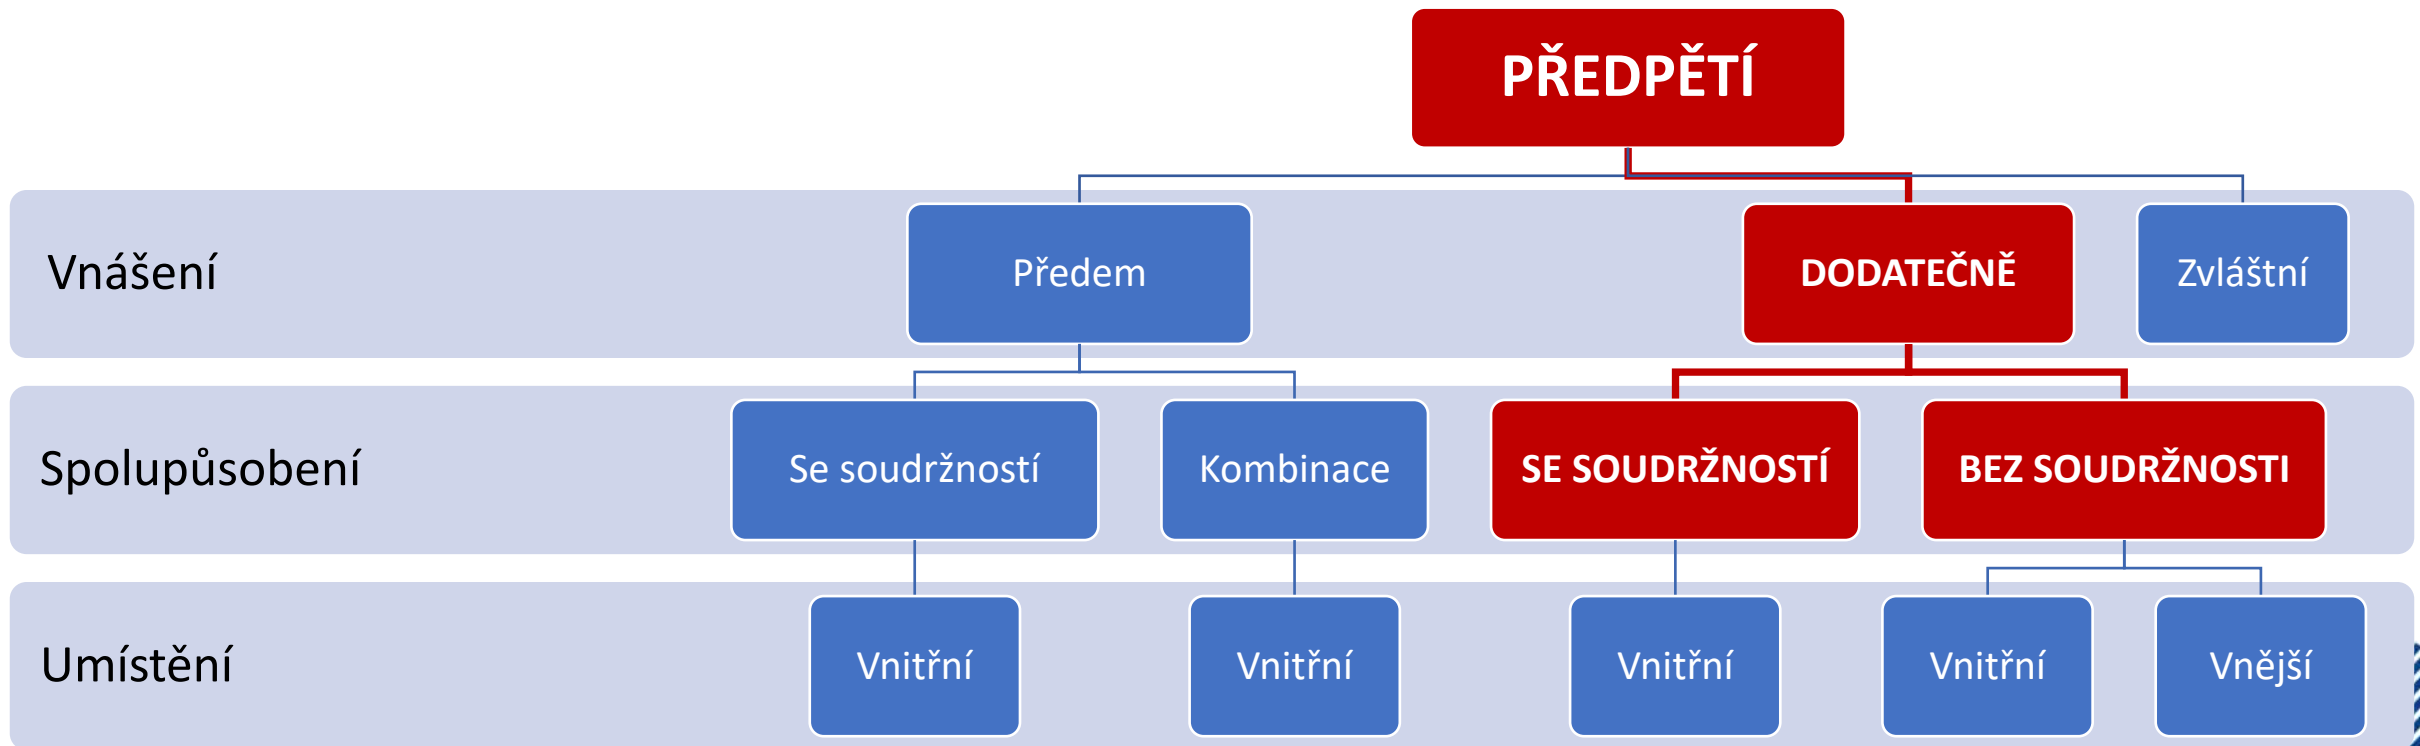 PŘEDPĚTÍ
Vnášení
Předem
DODATEČNĚ
Zvláštní
Spolupůsobení
Se soudržností
Kombinace
SE SOUDRŽNOSTÍ
BEZ SOUDRŽNOSTI
Umístění
Vnitřní
Vnitřní
Vnitřní
Vnitřní
Vnější